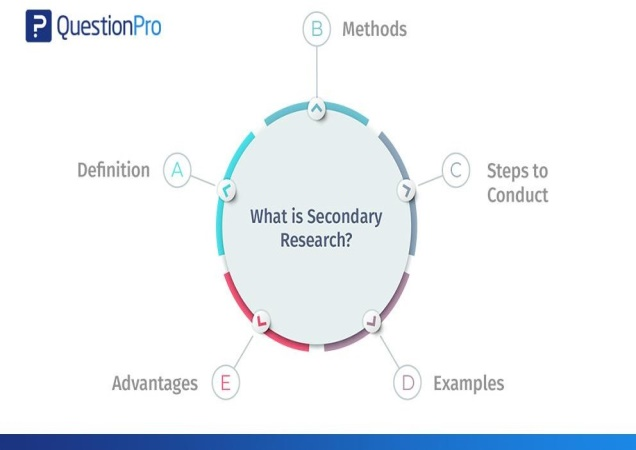 QuestionPro
B Methods
Definition A
C Steps to
Conduct
What is Secondary
Research?
Advantages E
D Examples